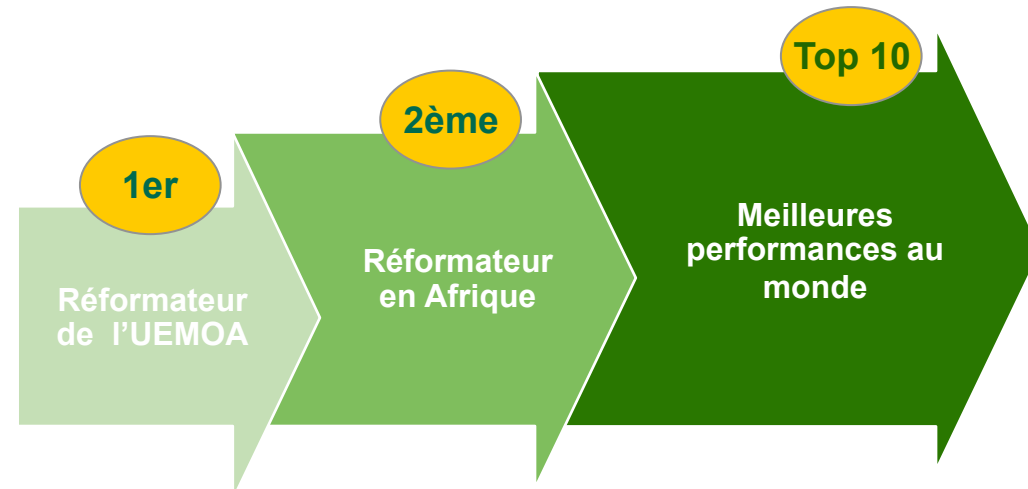 1er
Réformateur
de l’UEMOA
2ème
Réformateur
en Afrique
Top 10
Meilleures
performances au
monde